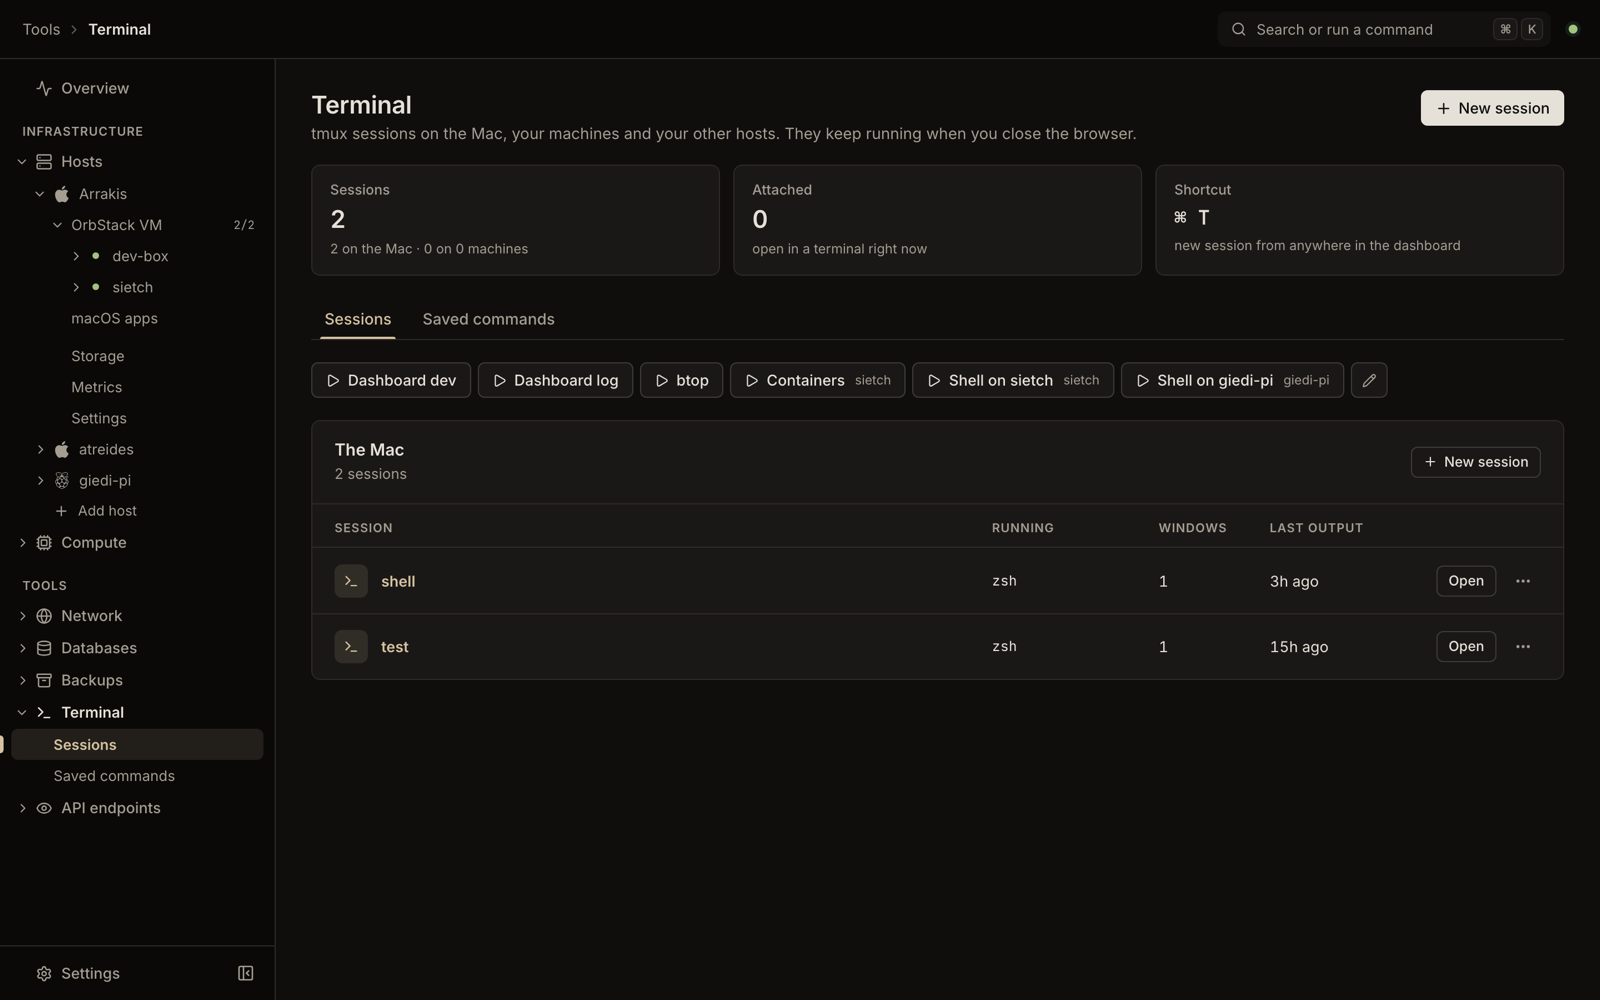 Tools > Terminal
Search or run a command ⌘ K
Overview
INFRASTRUCTURE
Hosts
Arrakis
OrbStack VM 2/2
dev-box
sietch
macOS apps
Storage
Metrics
Settings
atreides
giedi-pi
+ Add host
Compute
TOOLS
Network
Databases
Backups
Terminal
Sessions
Saved commands
API endpoints
Settings
Terminal
tmux sessions on the Mac, your machines and your other hosts. They keep running when you close the browser.
+ New session
Sessions
2
2 on the Mac · 0 on 0 machines
Attached
0
open in a terminal right now
Shortcut
⌘ T
new session from anywhere in the dashboard
Sessions Saved commands
Dashboard dev Dashboard log btop Containers sietch Shell on sietch sietch Shell on giedi-pi giedi-pi
The Mac
2 sessions
+ New session
SESSION RUNNING WINDOWS LAST OUTPUT
shell zsh 1 3h ago Open ···
test zsh 1 15h ago Open ···